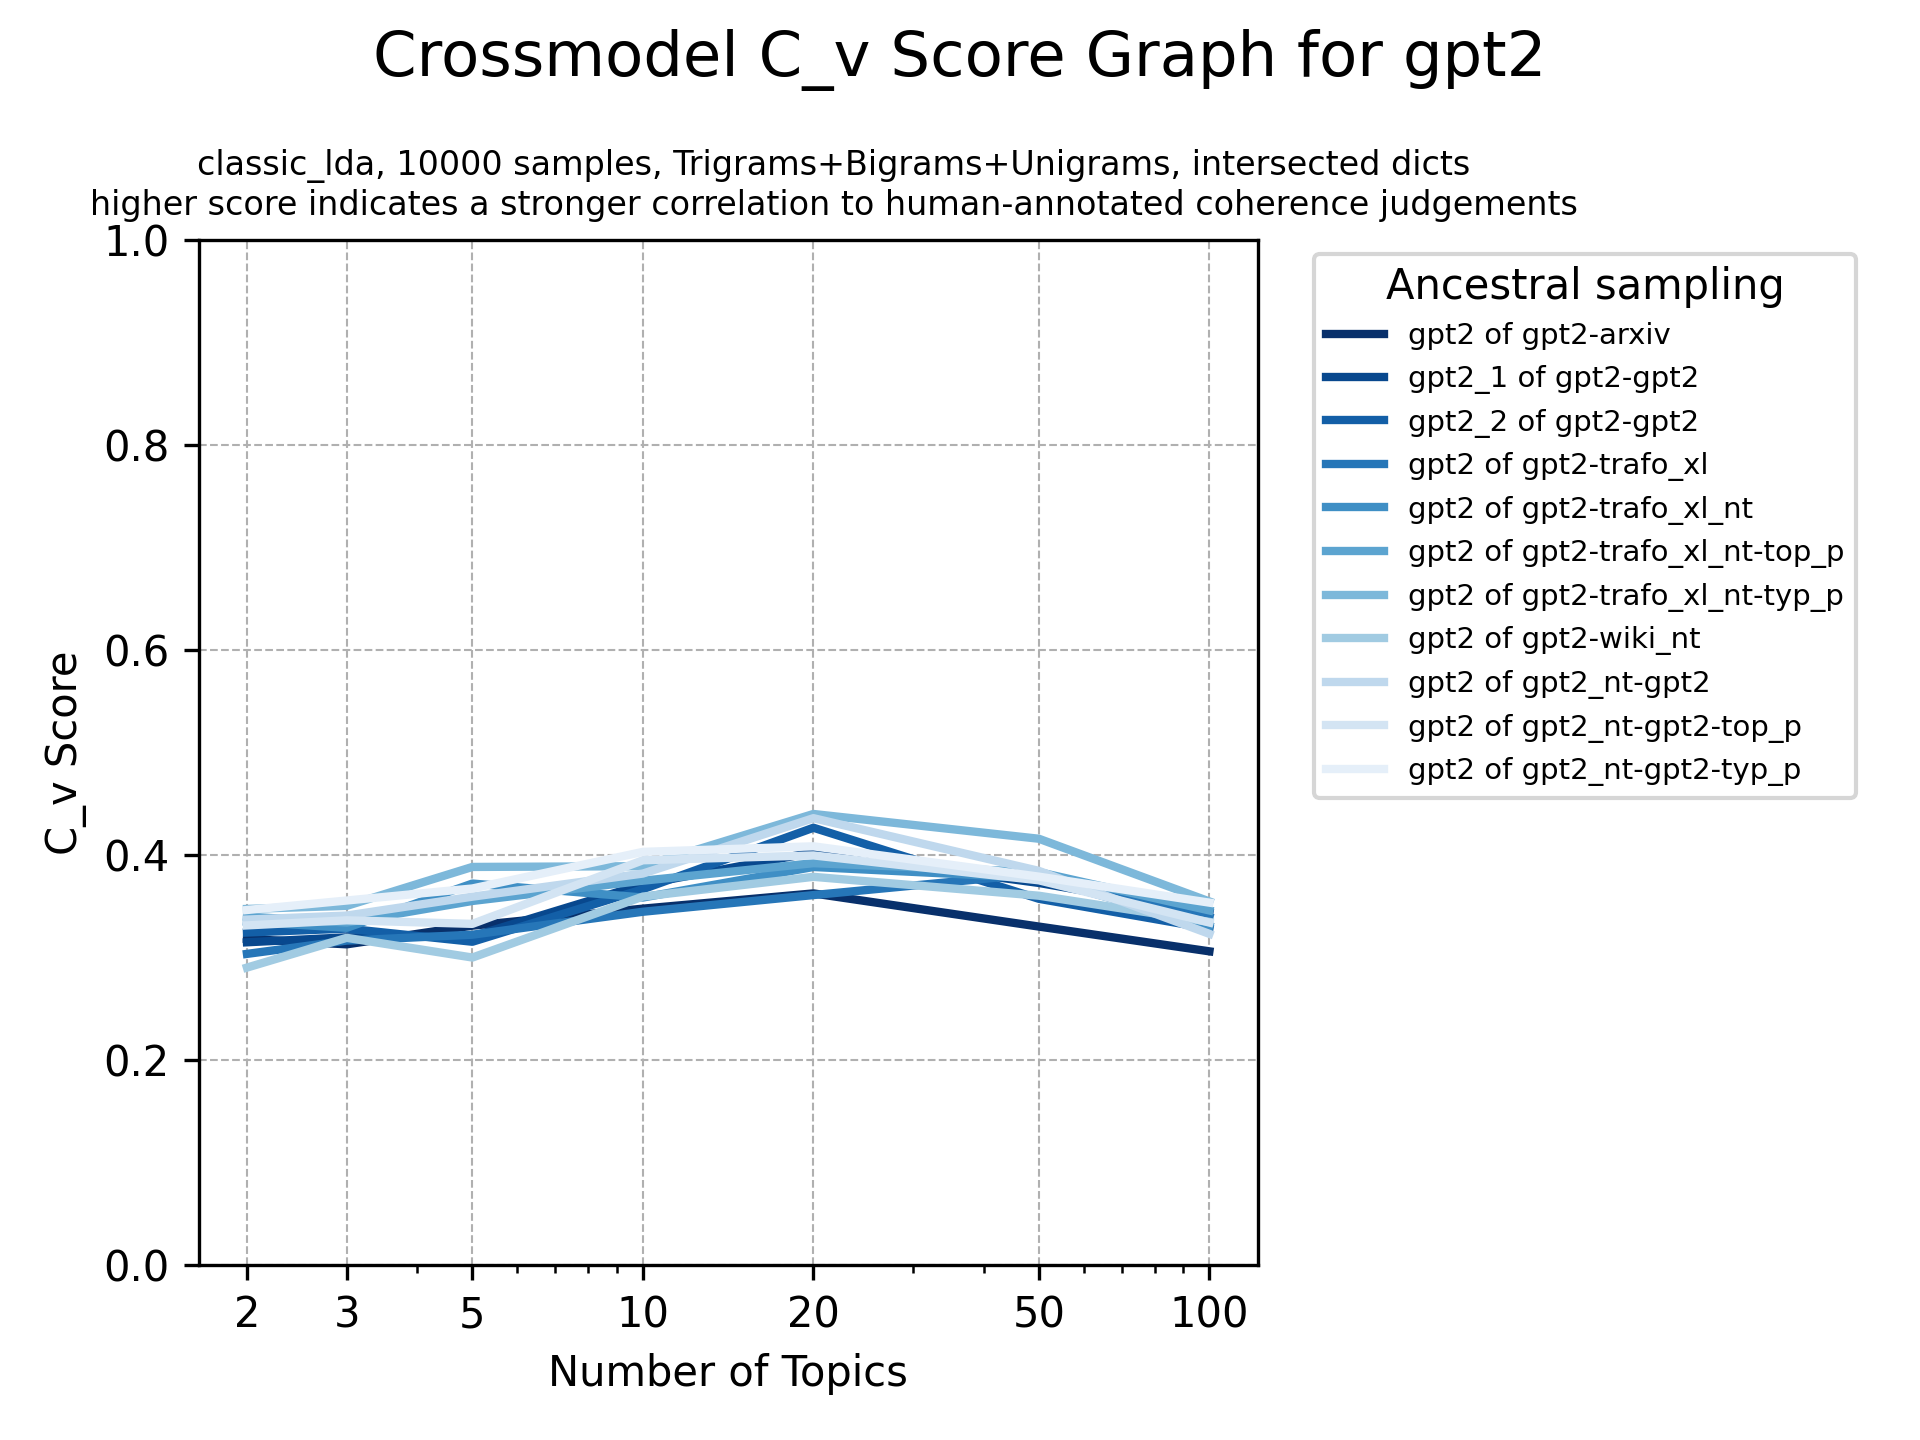 Crossmodel C_v Score Graph for gpt2
classic_lda, 10000 samples, Trigrams+Bigrams+Unigrams, intersected dicts
higher score indicates a stronger correlation to human-annotated coherence judgements
1.0
0.8
0.6
0.4
0.2
0.0
C_v Score
2 3 5 10 20 50 100
Number of Topics
Ancestral sampling
gpt2 of gpt2-arxiv
gpt2_1 of gpt2-gpt2
gpt2_2 of gpt2-gpt2
gpt2 of gpt2-trafo_xl
gpt2 of gpt2-trafo_xl_nt
gpt2 of gpt2-trafo_xl_nt-top_p
gpt2 of gpt2-trafo_xl_nt-typ_p
gpt2 of gpt2-wiki_nt
gpt2 of gpt2_nt-gpt2
gpt2 of gpt2_nt-gpt2-top_p
gpt2 of gpt2_nt-gpt2-typ_p